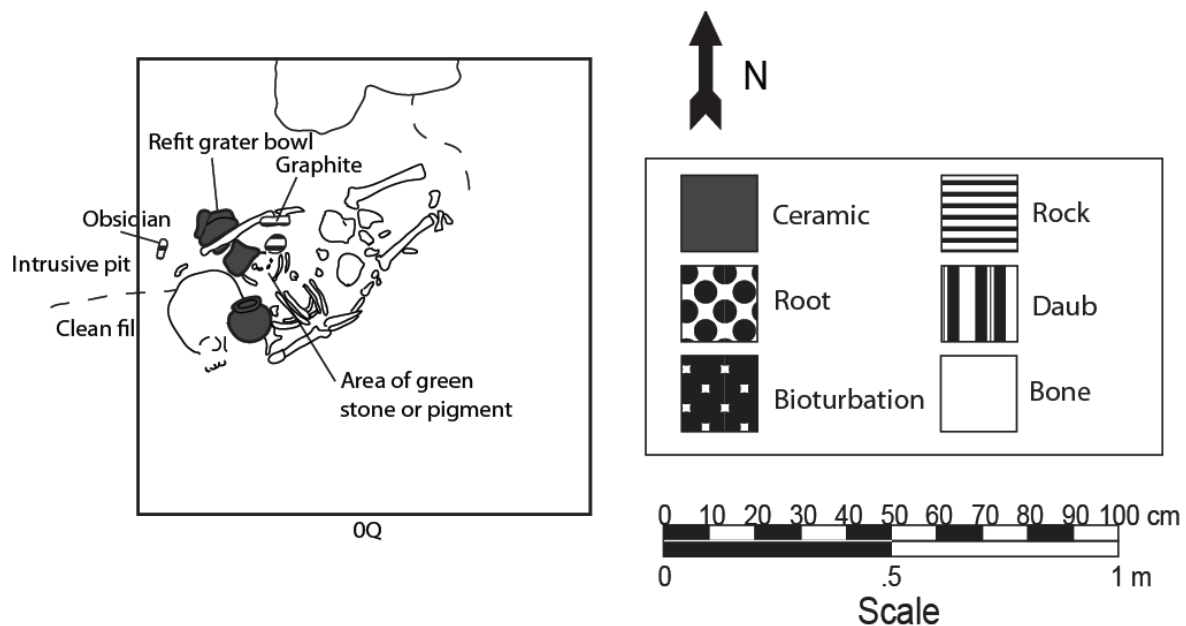 N
Refit grater bowl
Graphite
Obsidian
Intrusive pit
Clean fil
Area of green
stone or pigment
0Q
Ceramic
Rock
Root
Daub
Bioturbation
Bone
0 10 20 30 40 50 60 70 80 90 100 cm
0 .5 1 m
Scale